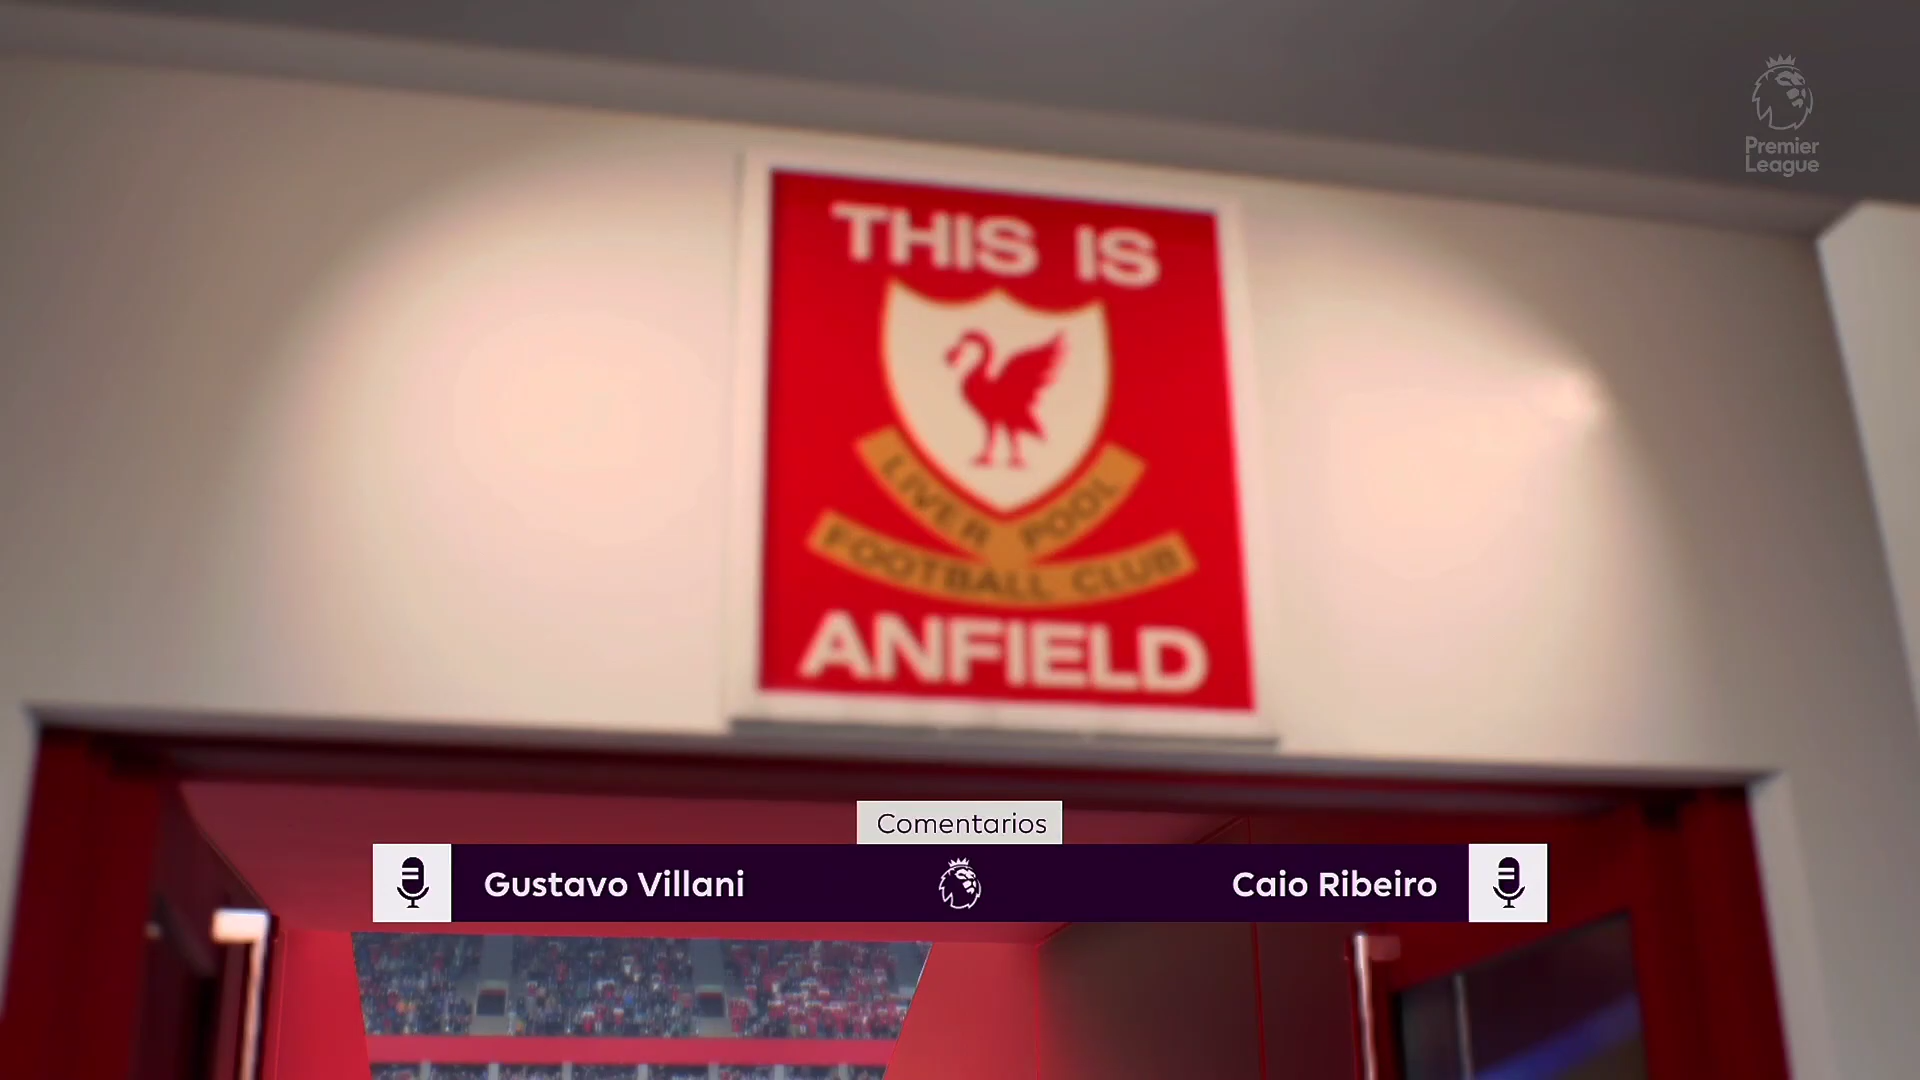 Premier
League
THIS IS
LIVER POOL
FOOTBALL CLUB
ANFIELD
Comentarios
Gustavo Villani
Caio Ribeiro